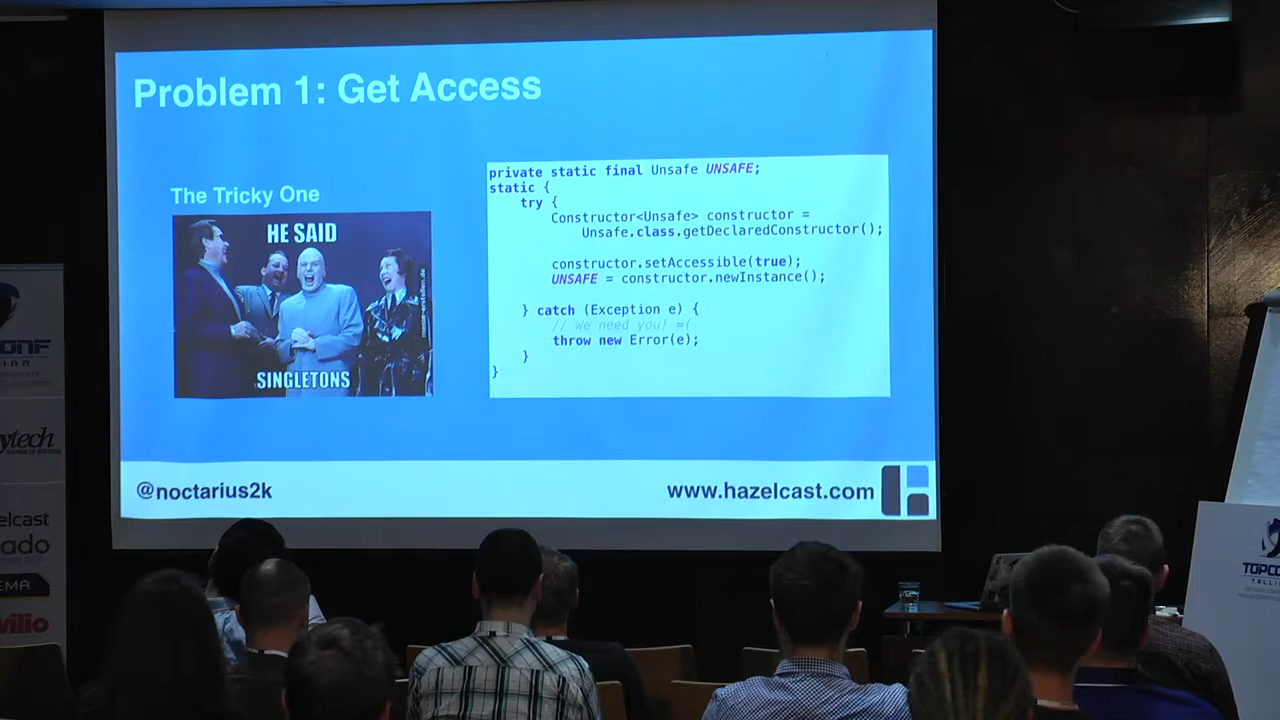 Problem 1: Get Access
The Tricky One
HE SAID
SINGLETONS
private static final Unsafe UNSAFE;
static {
try {
Constructor<Unsafe> constructor =
Unsafe.class.getDeclaredConstructor();
constructor.setAccessible(true);
UNSAFE = constructor.newInstance();
} catch (Exception e) {
// We need you! =(
throw new Error(e);
}
}
@noctarius2k
www.hazelcast.com